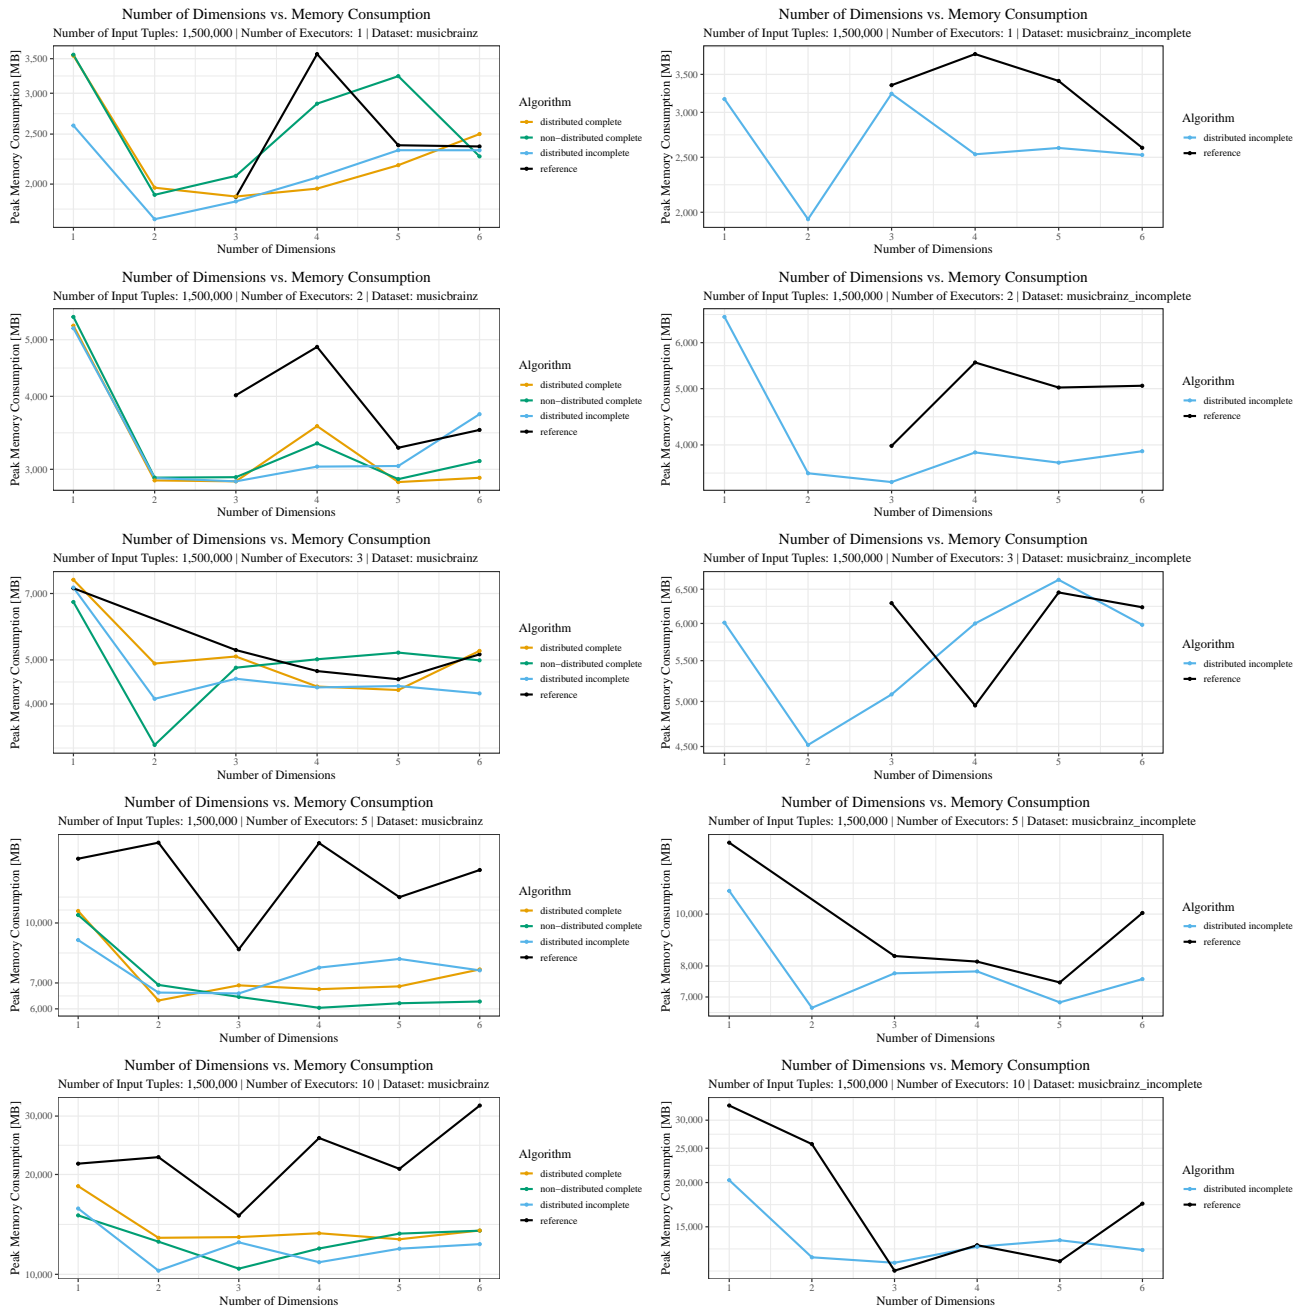 Number of Dimensions vs. Memory Consumption
Number of Input Tuples: 1,500,000 | Number of Executors: 1 | Dataset: musicbrainz
Peak Memory Consumption [MB]
3,500
3,000
2,500
2,000
1 2 3 4 5 6
Number of Dimensions
Algorithm
distributed complete
non−distributed complete
distributed incomplete
reference
Number of Dimensions vs. Memory Consumption
Number of Input Tuples: 1,500,000 | Number of Executors: 1 | Dataset: musicbrainz_incomplete
Peak Memory Consumption [MB]
3,500
3,000
2,500
2,000
1 2 3 4 5 6
Number of Dimensions
Algorithm
distributed incomplete
reference
Number of Dimensions vs. Memory Consumption
Number of Input Tuples: 1,500,000 | Number of Executors: 2 | Dataset: musicbrainz
Peak Memory Consumption [MB]
5,000
4,000
3,000
1 2 3 4 5 6
Number of Dimensions
Algorithm
distributed complete
non−distributed complete
distributed incomplete
reference
Number of Dimensions vs. Memory Consumption
Number of Input Tuples: 1,500,000 | Number of Executors: 2 | Dataset: musicbrainz_incomplete
Peak Memory Consumption [MB]
6,000
5,000
4,000
1 2 3 4 5 6
Number of Dimensions
Algorithm
distributed incomplete
reference
Number of Dimensions vs. Memory Consumption
Number of Input Tuples: 1,500,000 | Number of Executors: 3 | Dataset: musicbrainz
Peak Memory Consumption [MB]
7,000
5,000
4,000
1 2 3 4 5 6
Number of Dimensions
Algorithm
distributed complete
non−distributed complete
distributed incomplete
reference
Number of Dimensions vs. Memory Consumption
Number of Input Tuples: 1,500,000 | Number of Executors: 3 | Dataset: musicbrainz_incomplete
Peak Memory Consumption [MB]
6,500
6,000
5,500
5,000
4,500
1 2 3 4 5 6
Number of Dimensions
Algorithm
distributed incomplete
reference
Number of Dimensions vs. Memory Consumption
Number of Input Tuples: 1,500,000 | Number of Executors: 5 | Dataset: musicbrainz
Peak Memory Consumption [MB]
10,000
7,000
6,000
1 2 3 4 5 6
Number of Dimensions
Algorithm
distributed complete
non−distributed complete
distributed incomplete
reference
Number of Dimensions vs. Memory Consumption
Number of Input Tuples: 1,500,000 | Number of Executors: 5 | Dataset: musicbrainz_incomplete
Peak Memory Consumption [MB]
10,000
8,000
7,000
1 2 3 4 5 6
Number of Dimensions
Algorithm
distributed incomplete
reference
Number of Dimensions vs. Memory Consumption
Number of Input Tuples: 1,500,000 | Number of Executors: 10 | Dataset: musicbrainz
Peak Memory Consumption [MB]
30,000
20,000
10,000
1 2 3 4 5 6
Number of Dimensions
Algorithm
distributed complete
non−distributed complete
distributed incomplete
reference
Number of Dimensions vs. Memory Consumption
Number of Input Tuples: 1,500,000 | Number of Executors: 10 | Dataset: musicbrainz_incomplete
Peak Memory Consumption [MB]
30,000
25,000
20,000
15,000
1 2 3 4 5 6
Number of Dimensions
Algorithm
distributed incomplete
reference